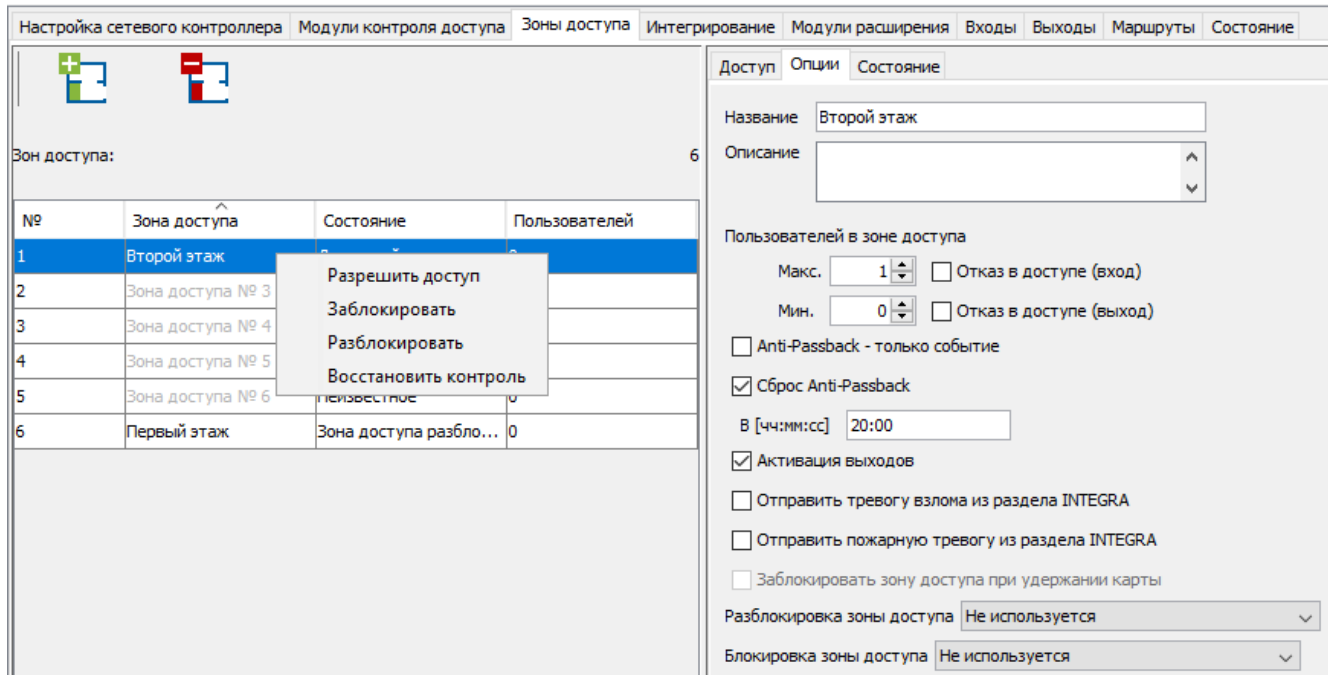 Настройка сетевого контроллера Модули контроля доступа Зоны доступа Интегрирование Модули расширения Входы Выходы Маршруты Состояние
Зон доступа: 6
№ Зона доступа Состояние Пользователей
1 Второй этаж
2 Зона доступа № 3
3 Зона доступа № 4
4 Зона доступа № 5
5 Зона доступа № 6 Неизвестное 0
6 Первый этаж Зона доступа разбло... 0
Разрешить доступ
Заблокировать
Разблокировать
Восстановить контроль
Доступ Опции Состояние
Название Второй этаж
Описание
Пользователей в зоне доступа
Макс. 1 Отказ в доступе (вход)
Мин. 0 Отказ в доступе (выход)
Anti-Passback - только событие
Сброс Anti-Passback
В [чч:мм:сс] 20:00
Активация выходов
Отправить тревогу взлома из раздела INTEGRA
Отправить пожарную тревогу из раздела INTEGRA
Заблокировать зону доступа при удержании карты
Разблокировка зоны доступа Не используется
Блокировка зоны доступа Не используется